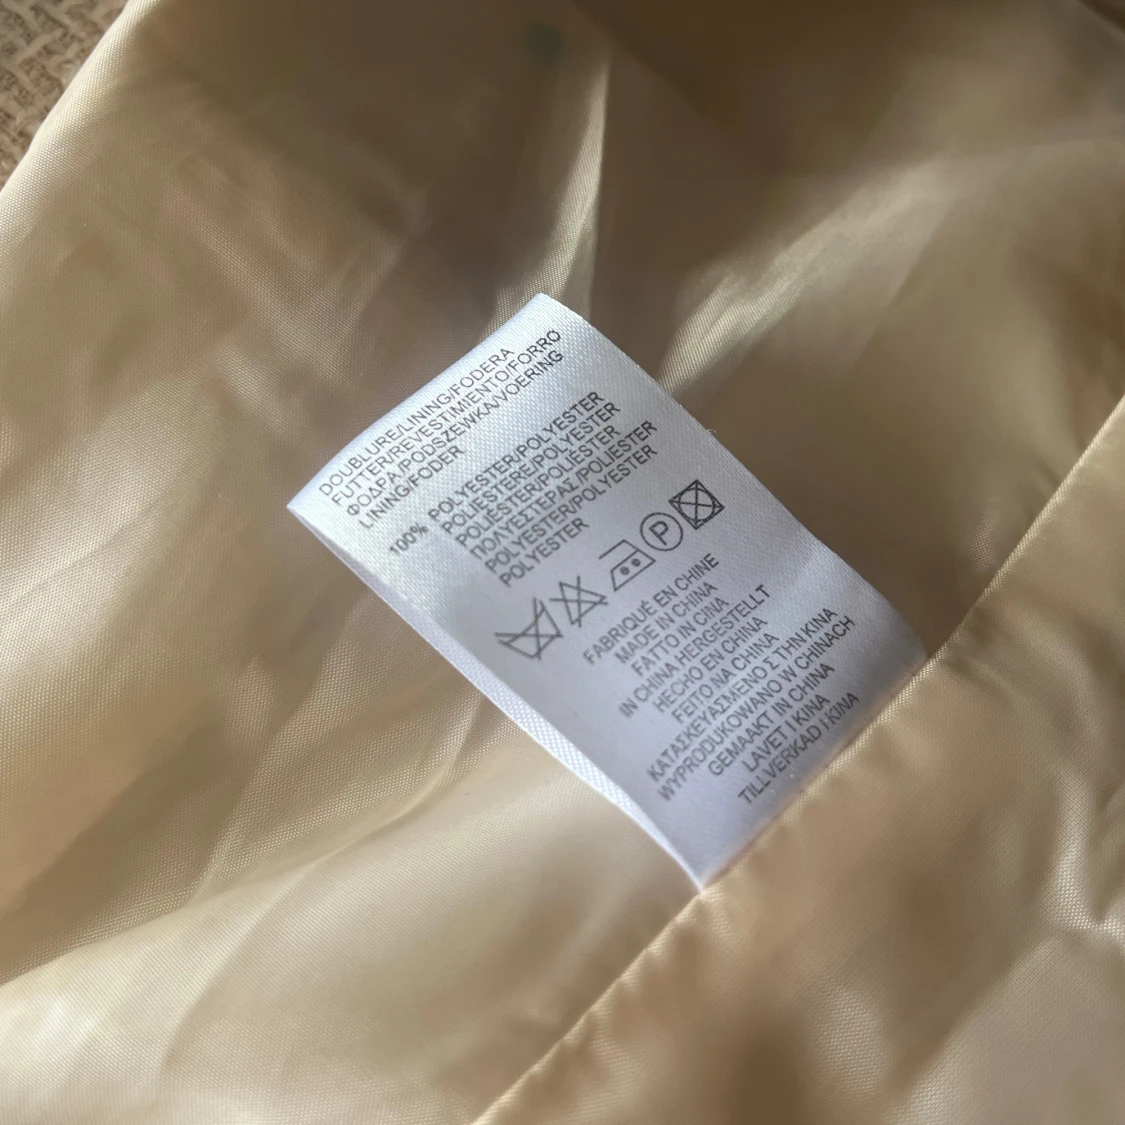 DOUBLURE/LINING/FODERA
FUTTER/REVESTIMIENTO/FORRO
ΦΟΔΡΑ/PODSZEWKA/VOERING
LINING/FODER
100% POLYESTER/POLYESTER
POLIESTERE/POLYESTER
POLIÉSTER/POLIÉSTER
ΠΟΛΥΕΣΤΕΡΑΣ/POLIESTER
POLYESTER/POLYESTER
POLYESTER
P
FABRIQUÉ EN CHINE
MADE IN CHINA
FATTO IN CINA
IN CHINA HERGESTELLT
HECHO EN CHINA
FEITO NA CHINA
ΚΑΤΑΣΚΕΥΑΣΜΕΝΟ ΣΤΗΝ ΚΙΝΑ
WYPRODUKOWANO W CHINACH
GEMAAKT IN CHINA
LAVET I KINA
TILLVERKAD I KINA